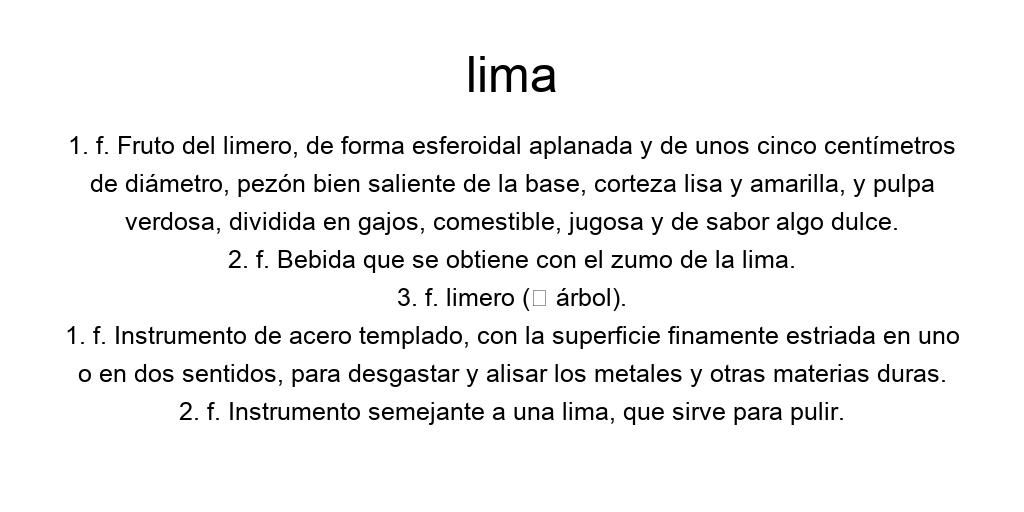 lima
1. f. Fruto del limero, de forma esferoidal aplanada y de unos cinco centímetros
de diámetro, pezón bien saliente de la base, corteza lisa y amarilla, y pulpa
verdosa, dividida en gajos, comestible, jugosa y de sabor algo dulce.
2. f. Bebida que se obtiene con el zumo de la lima.
3. f. limero (□ árbol).
1. f. Instrumento de acero templado, con la superficie finamente estriada en uno
o en dos sentidos, para desgastar y alisar los metales y otras materias duras.
2. f. Instrumento semejante a una lima, que sirve para pulir.